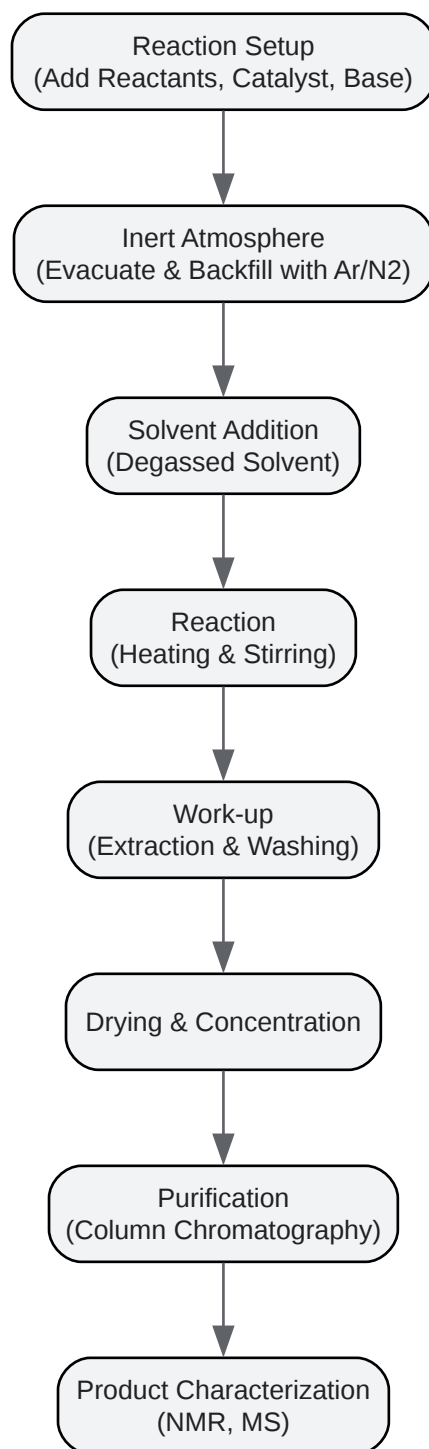 Reaction Setup
(Add Reactants, Catalyst, Base)
Inert Atmosphere
(Evacuate & Backfill with Ar/N2)
Solvent Addition
(Degassed Solvent)
Reaction
(Heating & Stirring)
Work-up
(Extraction & Washing)
Drying & Concentration
Purification
(Column Chromatography)
Product Characterization
(NMR, MS)